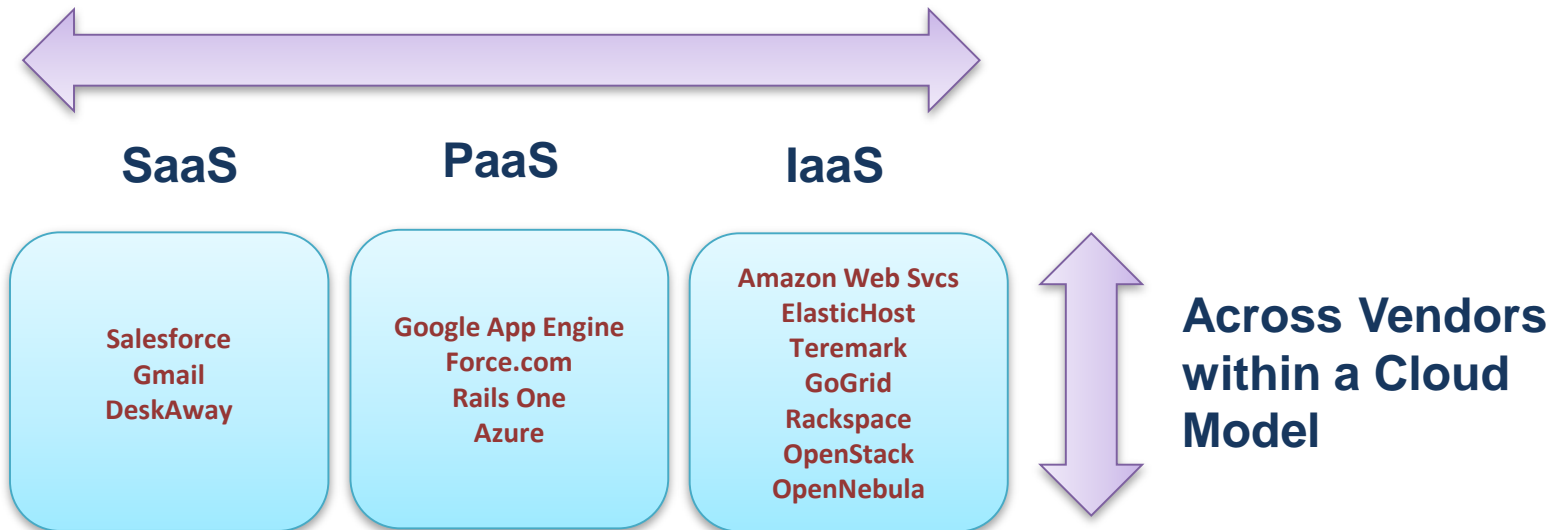 SaaS
PaaS
IaaS
Salesforce
Gmail
DeskAway
Google App Engine
Force.com
Rails One
Azure
Amazon Web Svcs
ElasticHost
Teremark
GoGrid
Rackspace
OpenStack
OpenNebula
Across Vendors
within a Cloud
Model